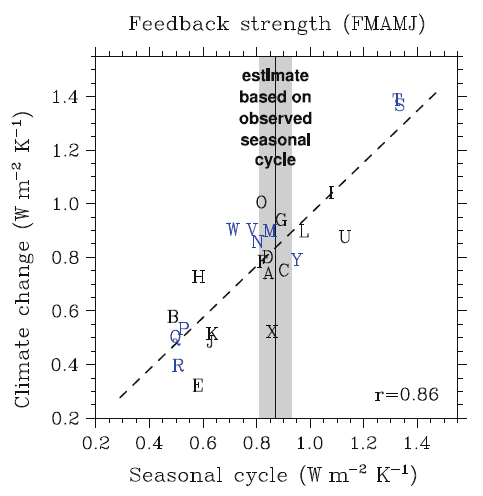 Feedback strength (FMAMJ)
estImate
based on
observed
seasonal
cycle
1.4
1.2
1.0
0.8
0.6
0.4
0.2
Climate change (W m⁻² K⁻¹)
T
S
I
O
G
W
V
M
L
U
N
D
F
Y
A
C
H
B
P
Q
K
J
X
R
E
r=0.86
0.2 0.4 0.6 0.8 1.0 1.2 1.4
Seasonal cycle (W m⁻² K⁻¹)